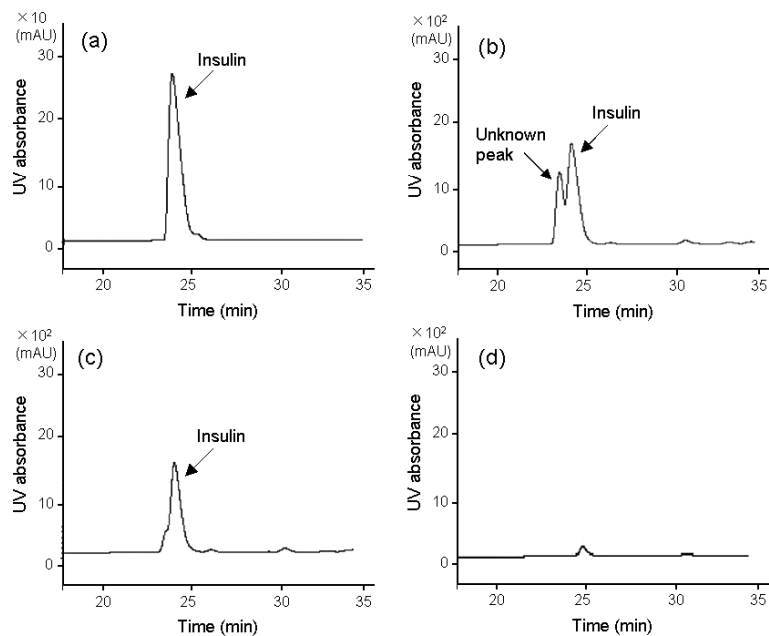 × 10
(mAU)
(a)
Insulin
UV absorbance
30
20
10
0
20
25
30
35
Time (min)
× 10²
(mAU)
(b)
Unknown
peak
Insulin
UV absorbance
30
20
10
0
20
25
30
35
Time (min)
× 10²
(mAU)
(c)
Insulin
UV absorbance
30
20
10
0
20
25
30
35
Time (min)
× 10²
(mAU)
(d)
UV absorbance
30
20
10
0
20
25
30
35
Time (min)